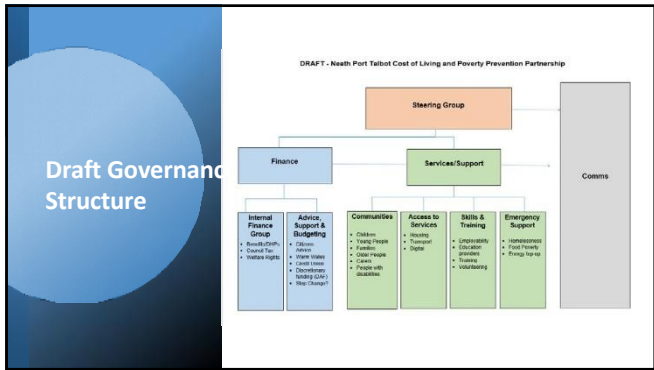 DRAFT - Neath Port Talbot Cost of Living and Poverty Prevention Partnership
Draft Governanc
Structure
Steering Group
Comms
Finance
Services/Support
Internal
Finance
Group
• Benefits/DHPs
• Council Tax
• Welfare Rights
Advice,
Support &
Budgeting
• Citizens
Advice
• Warm Wales
• Credit Union
• Discretionary
funding (DAF)
• Step Change?
Communities
• Children
• Young People
• Families
• Older People
• Carers
• People with
disabilities
Access to
Services
• Housing
• Transport
• Digital
Skills &
Training
• Employability
• Education
providers
• Training
• Volunteering
Emergency
Support
• Homelessness
• Food Poverty
• Energy top-up